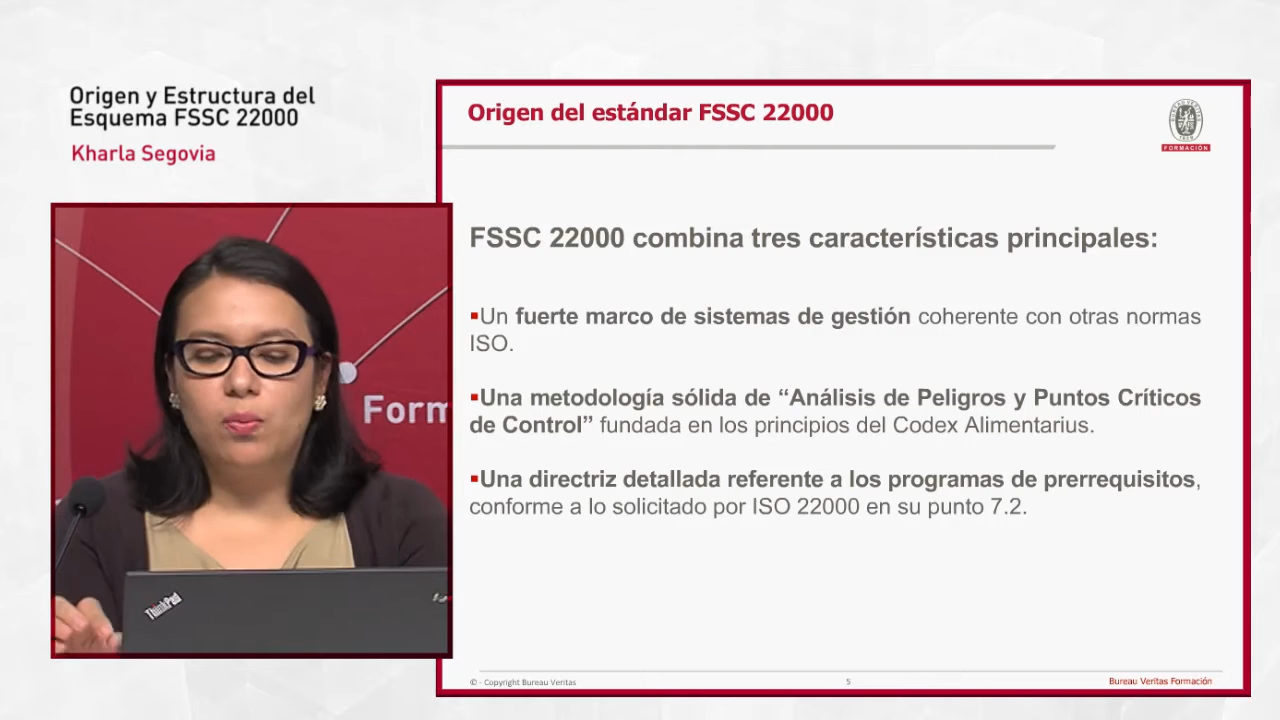 Origen y Estructura del
Esquema FSSC 22000
Kharla Segovia
Origen del estándar FSSC 22000
FORMACIÓN
FSSC 22000 combina tres características principales:
▪Un fuerte marco de sistemas de gestión coherente con otras normas
ISO.
▪Una metodología sólida de “Análisis de Peligros y Puntos Críticos
de Control” fundada en los principios del Codex Alimentarius.
▪Una directriz detallada referente a los programas de prerrequisitos,
conforme a lo solicitado por ISO 22000 en su punto 7.2.
Form
ThinkPad
© - Copyright Bureau Veritas
5
Bureau Veritas Formación